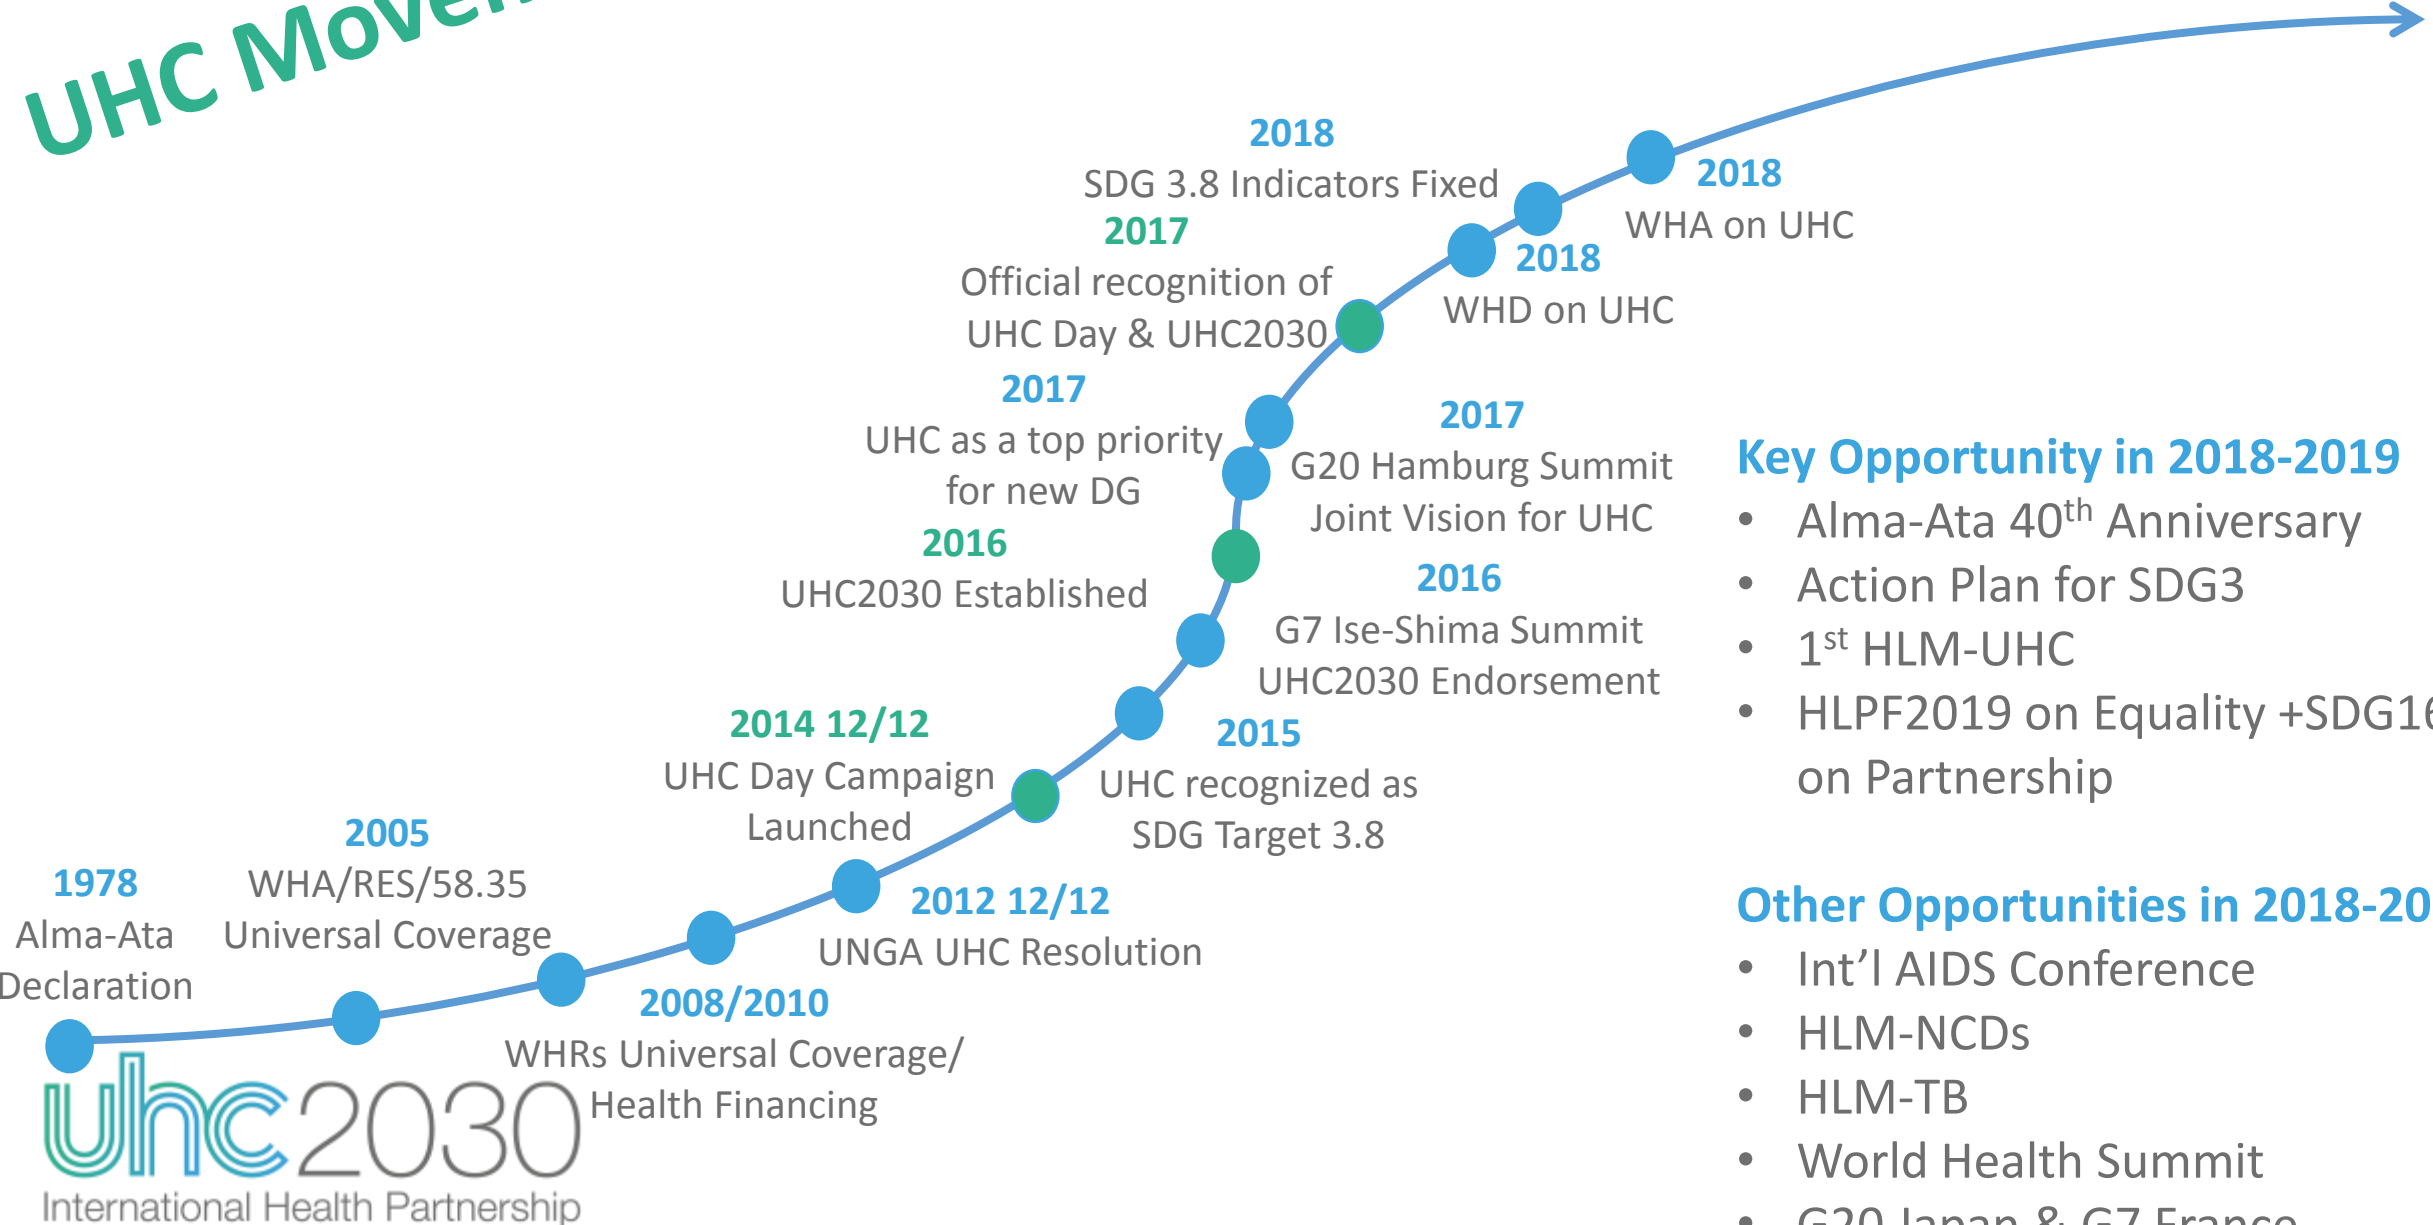 UHC
1978
Alma-Ata
Declaration
2005
WHA/RES/58.35
Universal Coverage
2008/2010
WHRs Universal Coverage/
Health Financing
2012 12/12
UNGA UHC Resolution
2014 12/12
UHC Day Campaign
Launched
2015
UHC recognized as
SDG Target 3.8
2016
G7 Ise-Shima Summit
UHC2030 Endorsement
2016
UHC2030 Established
2017
G20 Hamburg Summit
Joint Vision for UHC
2017
UHC as a top priority
for new DG
2017
Official recognition of
UHC Day & UHC2030
2018
SDG 3.8 Indicators Fixed
2018
WHD on UHC
2018
WHA on UHC
Key Opportunity in 2018-2019
• Alma-Ata 40th Anniversary
• Action Plan for SDG3
• 1st HLM-UHC
• HLPF2019 on Equality +SDG16
on Partnership
Other Opportunities in 2018-20
• Int’l AIDS Conference
• HLM-NCDs
• HLM-TB
• World Health Summit
• G20 Japan & G7 France
uhc2030
International Health Partnership